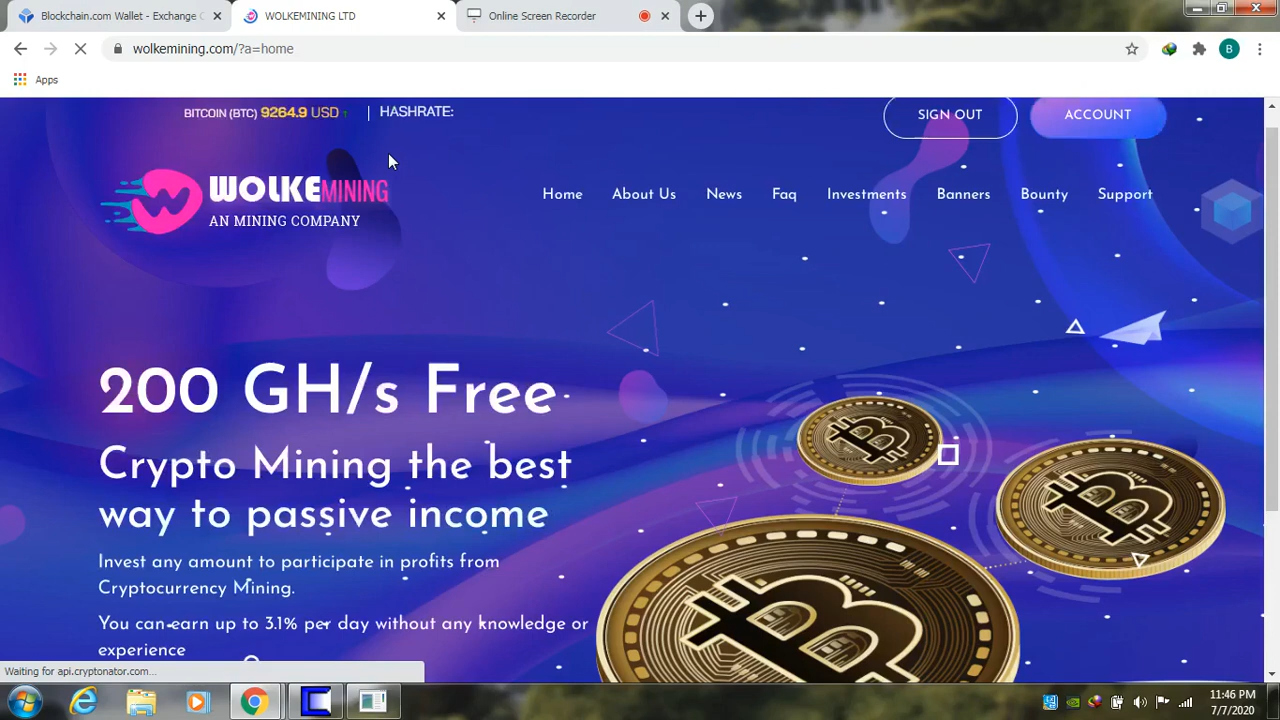 Blockchain.com Wallet - Exchange C
WOLKEMINING LTD
Online Screen Recorder
wolkemining.com/?a=home
B
Apps
BITCOIN (BTC) 9264.9 USD ↑ | HASHRATE:
SIGN OUT
ACCOUNT
WOLKEMINING
AN MINING COMPANY
Home
About Us
News
Faq
Investments
Banners
Bounty
Support
200 GH/s Free
Crypto Mining the best
way to passive income
Invest any amount to participate in profits from
Cryptocurrency Mining.
You can earn up to 3.1% per day without any knowledge or
experience
Waiting for api.cryptonator.com...
11:46 PM
7/7/2020